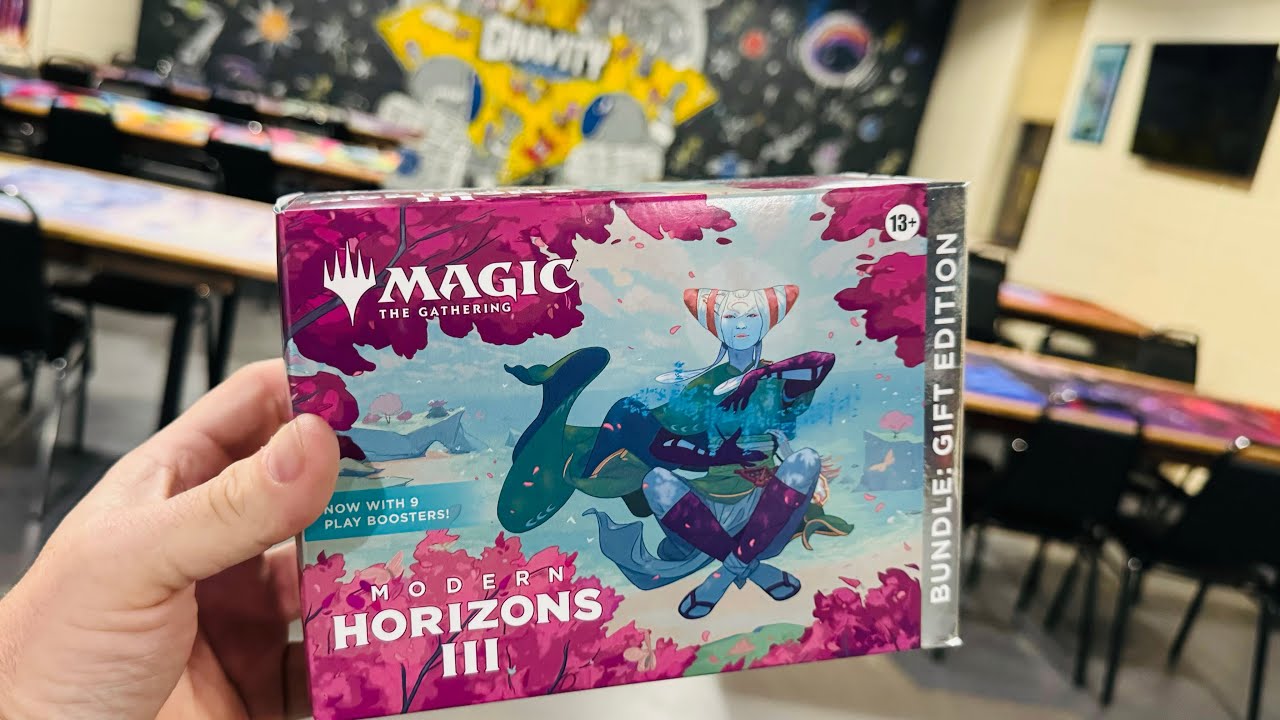 GRAVITY
13+
MAGIC
THE GATHERING
NOW WITH 9
PLAY BOOSTERS!
MODERN
HORIZONS
III
BUNDLE: GIFT EDITION